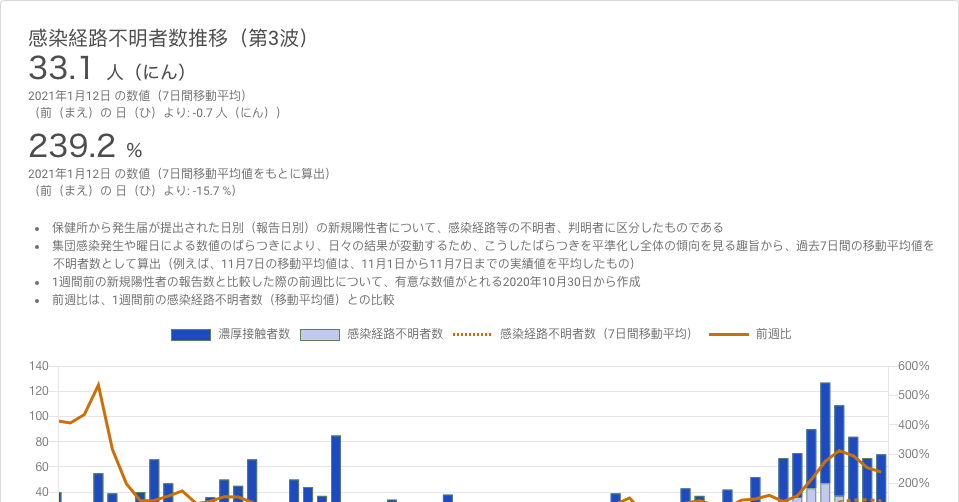 感染経路不明者数推移（第3波）
33.1 人（にん）
2021年1月12日 の数値（7日間移動平均）
（前（まえ）の 日（ひ）より: -0.7 人（にん））
239.2 %
2021年1月12日 の数値（7日間移動平均値をもとに算出）
（前（まえ）の 日（ひ）より: -15.7 %）
保健所から発生届が提出された日別（報告日別）の新規陽性者について、感染経路等の不明者、判明者に区分したものである
集団感染発生や曜日による数値のばらつきにより、日々の結果が変動するため、こうしたばらつきを平準化し全体の傾向を見る趣旨から、過去7日間の移動平均値を
不明者数として算出（例えば、11月7日の移動平均値は、11月1日から11月7日までの実績値を平均したもの）
1週間前の新規陽性者の報告数と比較した際の前週比について、有意な数値がとれる2020年10月30日から作成
前週比は、1週間前の感染経路不明者数（移動平均値）との比較
濃厚接触者数 感染経路不明者数 感染経路不明者数（7日間移動平均） 前週比
140 600%
120 500%
100 400%
80 300%
60 200%
40 100%